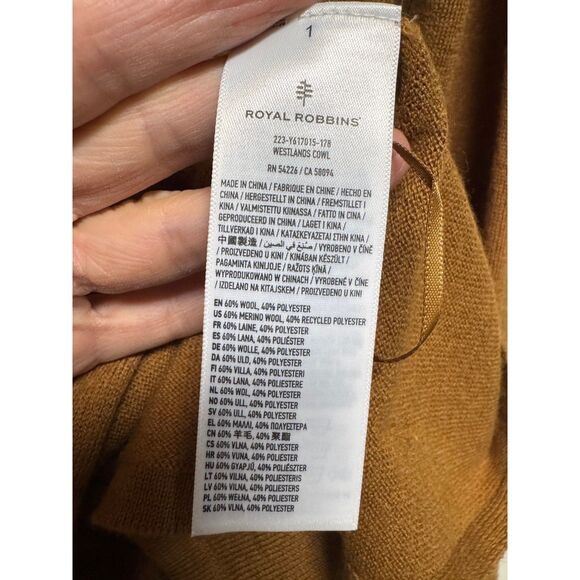 1
ROYAL ROBBINS®
223-Y617015-178
WESTLANDS COWL
RN 54226 / CA 58094
MADE IN CHINA / FABRIQUE EN CHINE / HECHO EN
CHINA / HERGESTELLT IN CHINA / FREMSTILLET I
KINA / VALMISTETTU KIINASSA / FATTO IN CINA /
GEPRODUCEERD IN CHINA / LAGET I KINA /
TILLVERKAD I KINA / ΚΑΤΑΣΚΕΥΑΖΕΤΑΙ ΣΤΗΝ ΚΙΝΑ /
中國製造 / صنع في الصين / VYROBENO V ČÍNĚ
/ PROIZVEDENO U KINI / KÍNÁBAN KÉSZÜLT /
PAGAMINTA KINIJOJE / RAŽOTS ĶĪNĀ /
WYPRODUKOWANO W CHINACH / VYROBENÉ V ČÍNE
/ IZDELANO NA KITAJSKEM / PROIZVEDENO U KINI
EN 60% WOOL, 40% POLYESTER
US 60% MERINO WOOL, 40% RECYCLED POLYESTER
FR 60% LAINE, 40% POLYESTER
ES 60% LANA, 40% POLIÉSTER
DE 60% WOLLE, 40% POLYESTER
DA 60% ULD, 40% POLYESTER
FI 60% VILLA, 40% POLYESTERI
IT 60% LANA, 40% POLIESTERE
NL 60% WOL, 40% POLYESTER
NO 60% ULL, 40% POLYESTER
SV 60% ULL, 40% POLYESTER
EL 60% ΜΑΛΛΙ, 40% ΠΟΛΥΕΣΤΕΡΑ
CN 60% 羊毛, 40% 聚酯
CS 60% VLNA, 40% POLYESTER
HR 60% VUNA, 40% POLIESTER
HU 60% GYAPJÚ, 40% POLIÉSZTER
LT 60% VILNA, 40% POLIESTERIS
LV 60% VILNA, 40% POLIESTERS
PL 60% WEŁNA, 40% POLIESTER
SK 60% VLNA, 40% POLYESTER